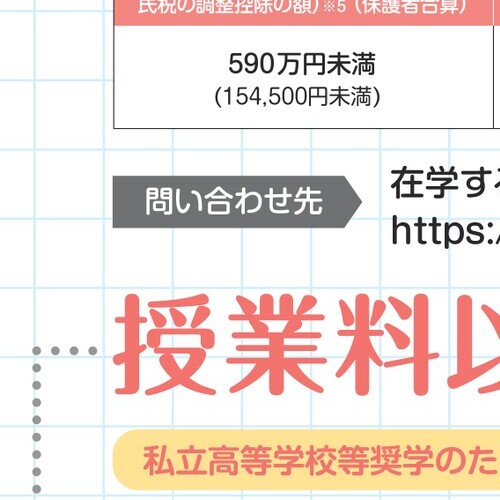 民税の調整控除の額)※5（保護者合算）
590万円未満
(154,500円未満)
問い合わせ先
在学す
https:/
授業料以
私立高等学校等奨学のた